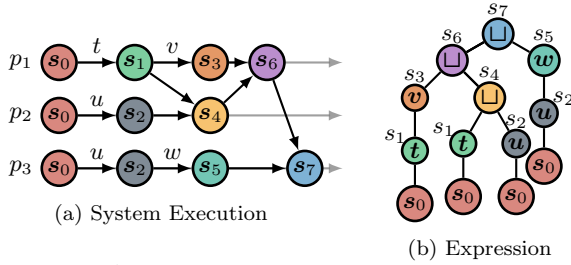 p₁ s₀ t s₁ v s₃ s₆
p₂ s₀ u s₂ s₄
p₃ s₀ u s₂ w s₅ s₇
(a) System Execution
s₇
⊔
s₆ s₅
⊔ w
s₃ s₄ s₂
v ⊔ u
s₁ s₁ s₂
t t u s₀
s₀ s₀ s₀
(b) Expression